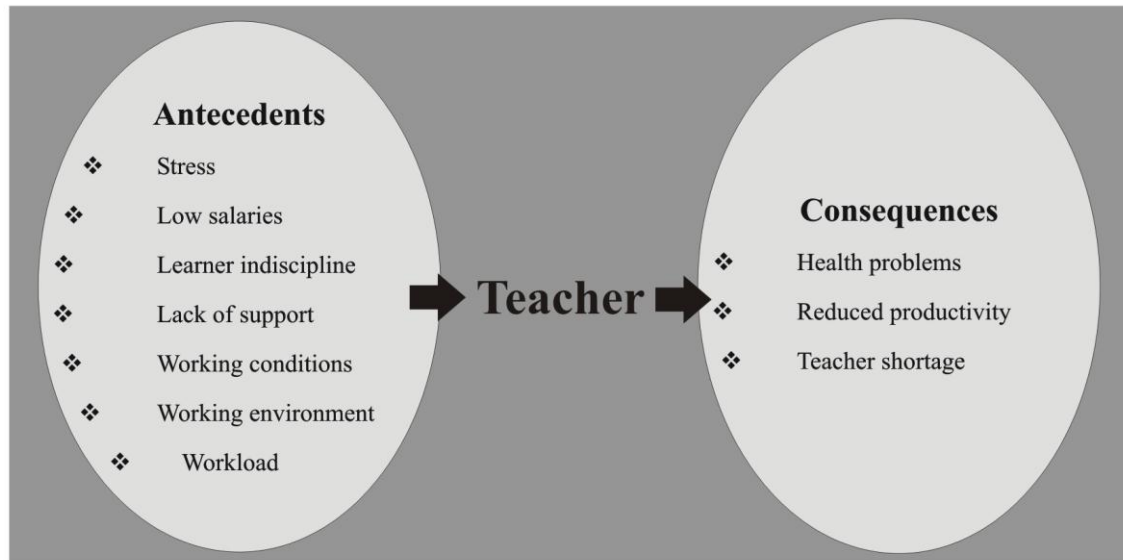 Antecedents
❖ Stress
❖ Low salaries
❖ Learner indiscipline
❖ Lack of support
❖ Working conditions
❖ Working environment
❖ Workload
Teacher
Consequences
❖ Health problems
❖ Reduced productivity
❖ Teacher shortage